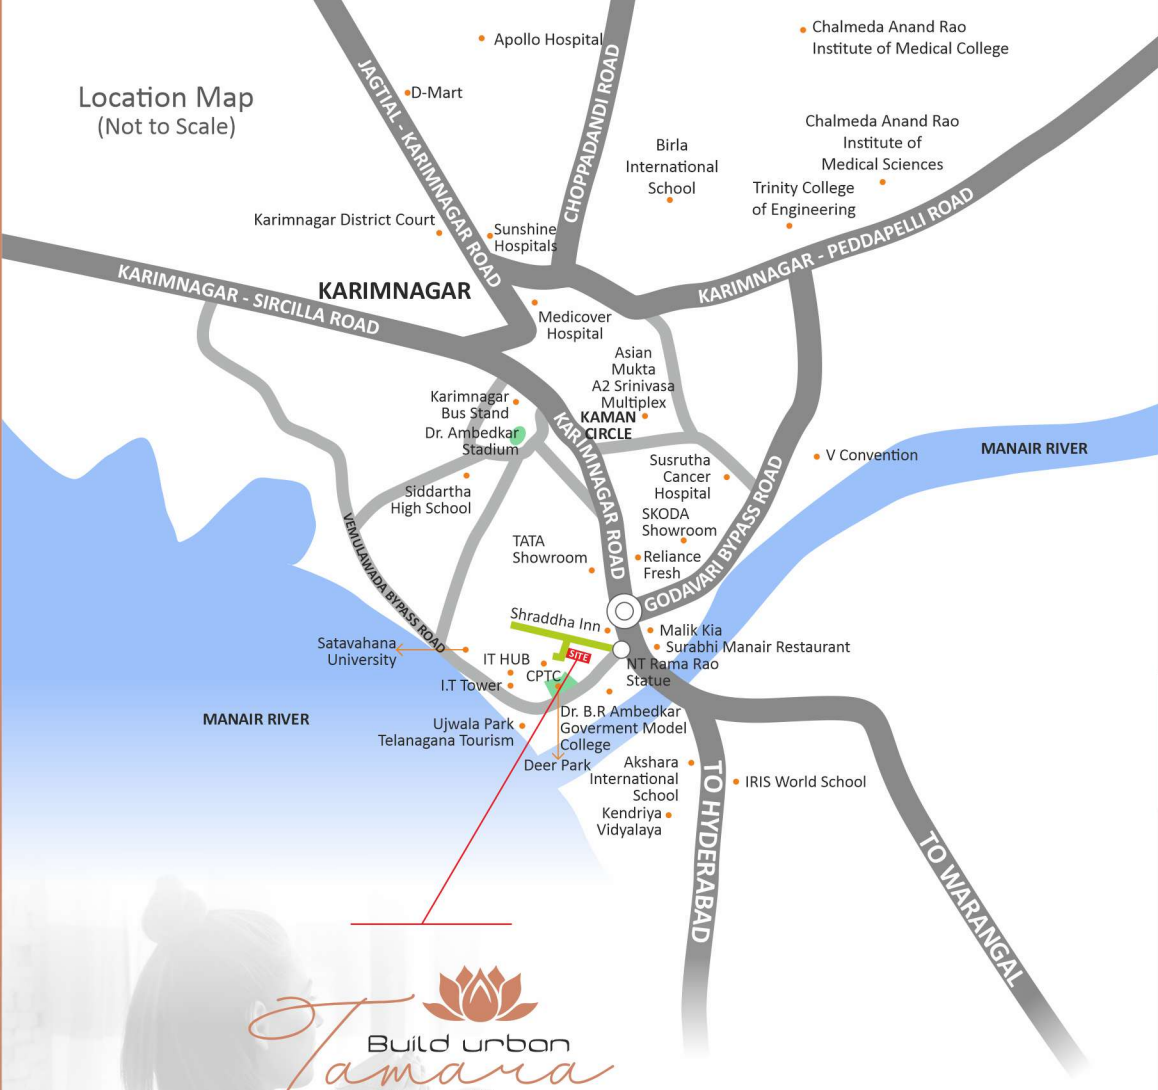 Location Map
(Not to Scale)
Apollo Hospital
Chalmeda Anand Rao
Institute of Medical College
D-Mart
JAGTIAL - KARIMNAGAR ROAD
CHOPPADANDI ROAD
Chalmeda Anand Rao
Institute of
Medical Sciences
Birla
International
School
Trinity College
of Engineering
Karimnagar District Court
Sunshine
Hospitals
KARIMNAGAR - PEDDAPELLI ROAD
KARIMNAGAR - SIRCILLA ROAD
KARIMNAGAR
Medicover
Hospital
Asian
Mukta
A2 Srinivasa
Multiplex
KAMAN
CIRCLE
Karimnagar
Bus Stand
Dr. Ambedkar
Stadium
KARIMNAGAR ROAD
Siddartha
High School
Susrutha
Cancer
Hospital
V Convention
MANAIR RIVER
SKODA
Showroom
TATA
Showroom
Reliance
Fresh
GODAVARI BYPASS ROAD
VEMULAWADA BYPASS ROAD
Shraddha Inn
Malik Kia
Surabhi Manair Restaurant
Satavahana
University
IT HUB
SITE
NT Rama Rao
Statue
CPTC
I.T Tower
MANAIR RIVER
Ujwala Park
Telanagana Tourism
Dr. B.R Ambedkar
Goverment Model
College
Deer Park
Akshara
International
School
IRIS World School
Kendriya
Vidyalaya
TO HYDERABAD
TO WARANGAL
Build urban
Tamara